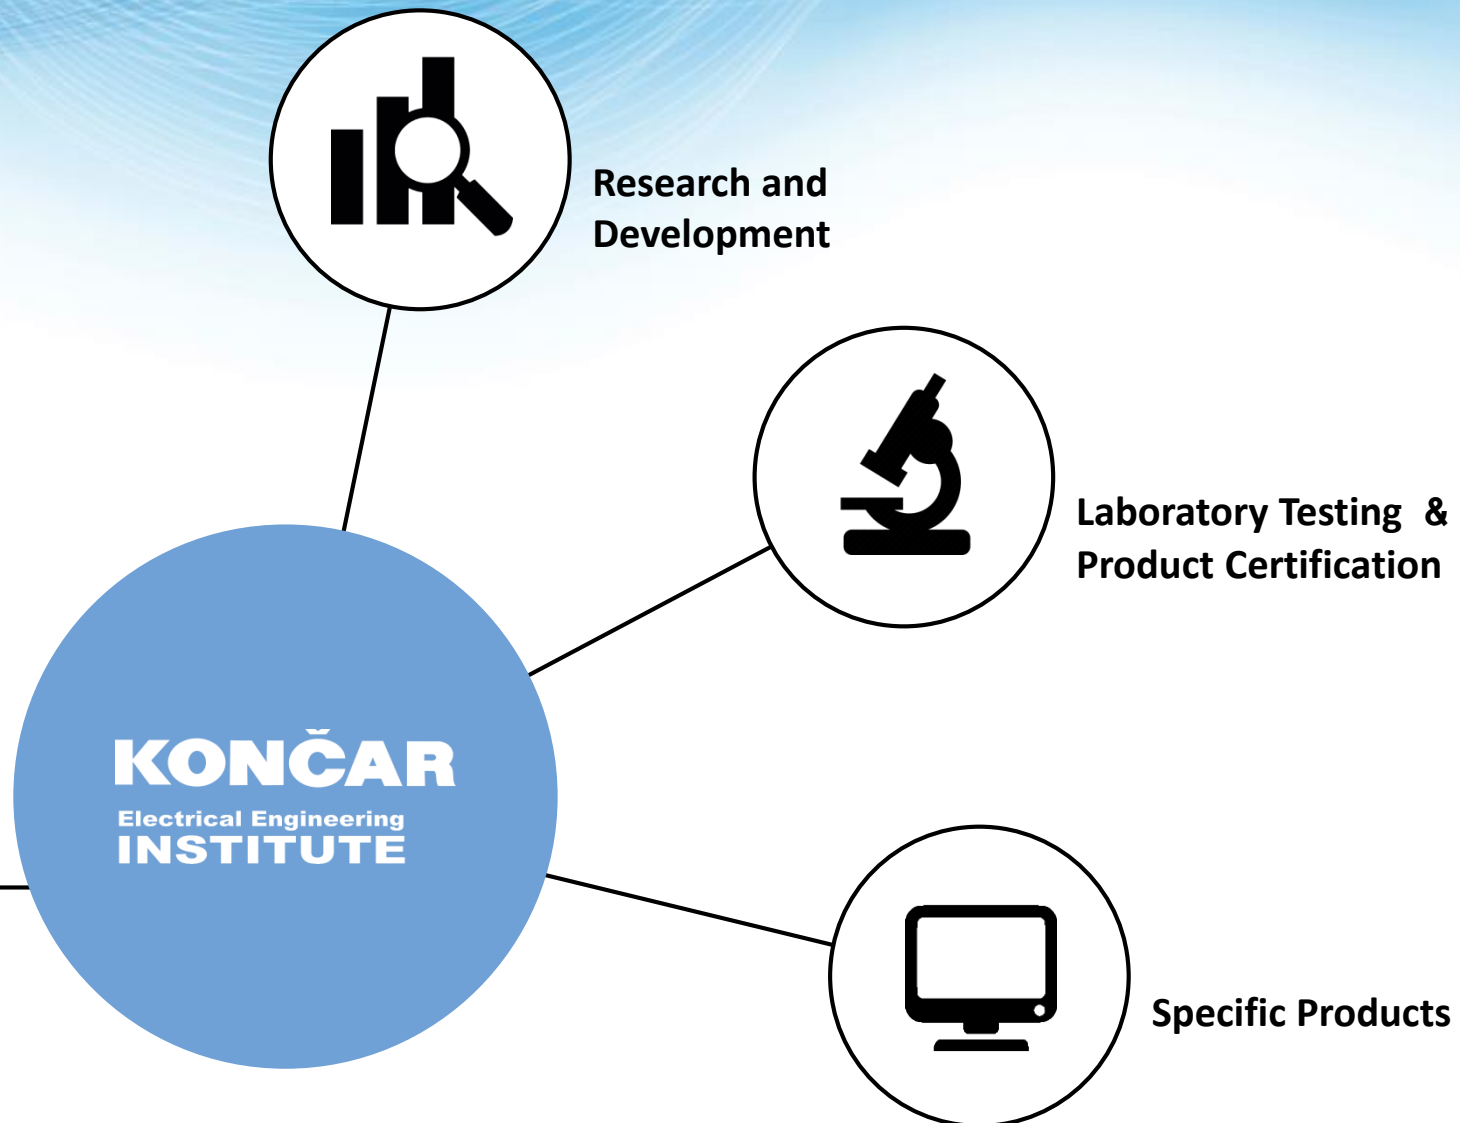 Research and
Development
Laboratory Testing & 
Product Certification
KONČAR
Electrical Engineering
INSTITUTE
Specific Products